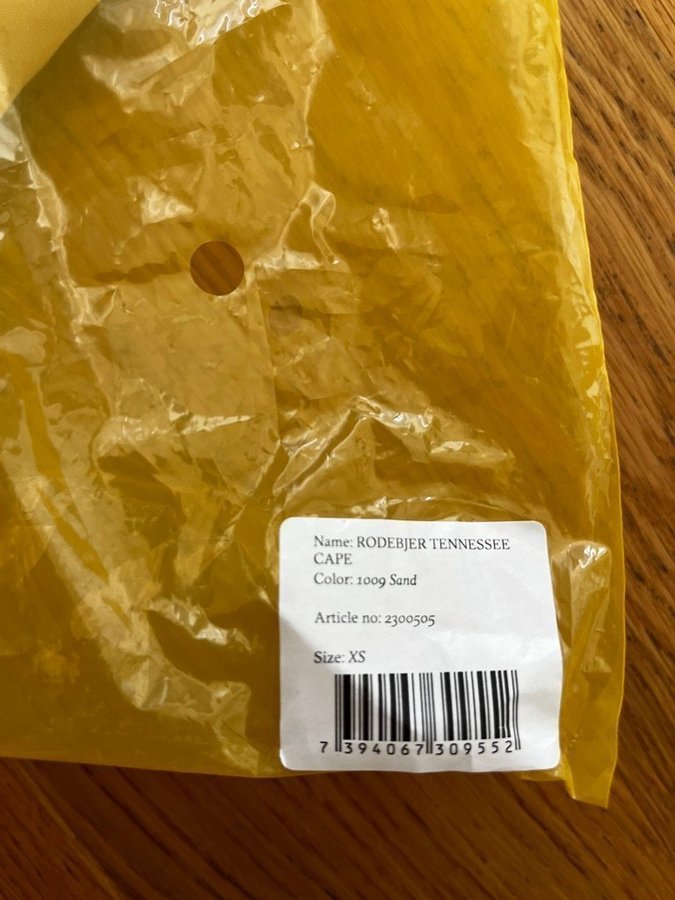 Name: RODEBJER TENNESSEE
CAPE
Color: 1009 Sand
Article no: 2300505
Size: XS
7 394067 309552